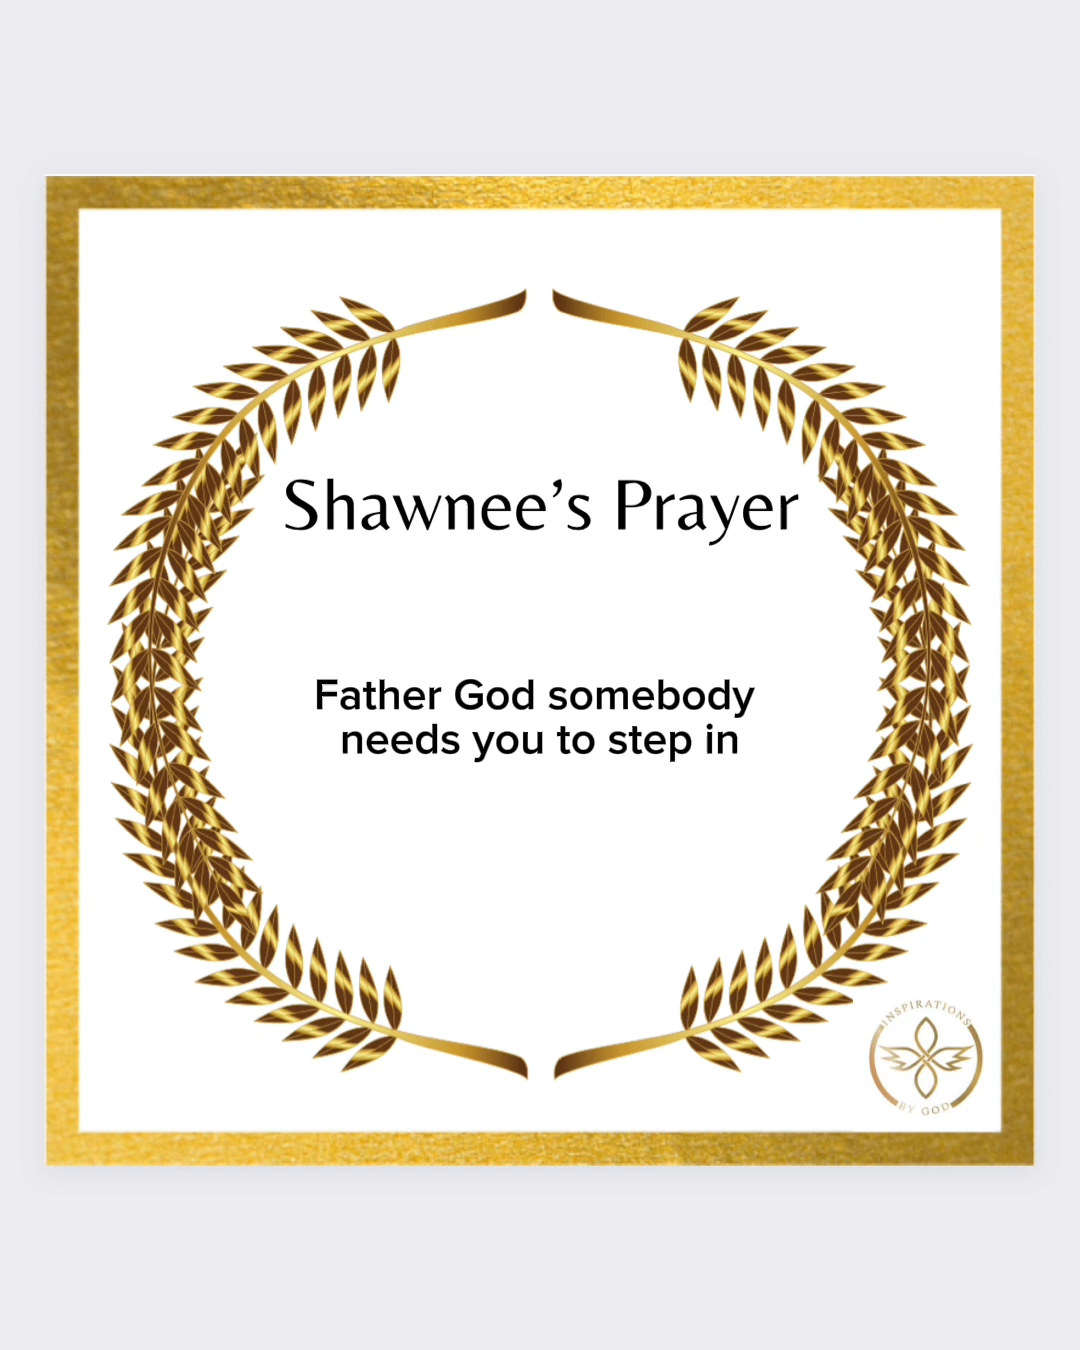 Shawnee’s Prayer
Father God somebody
needs you to step in
INSPIRATIONS
BY GOD